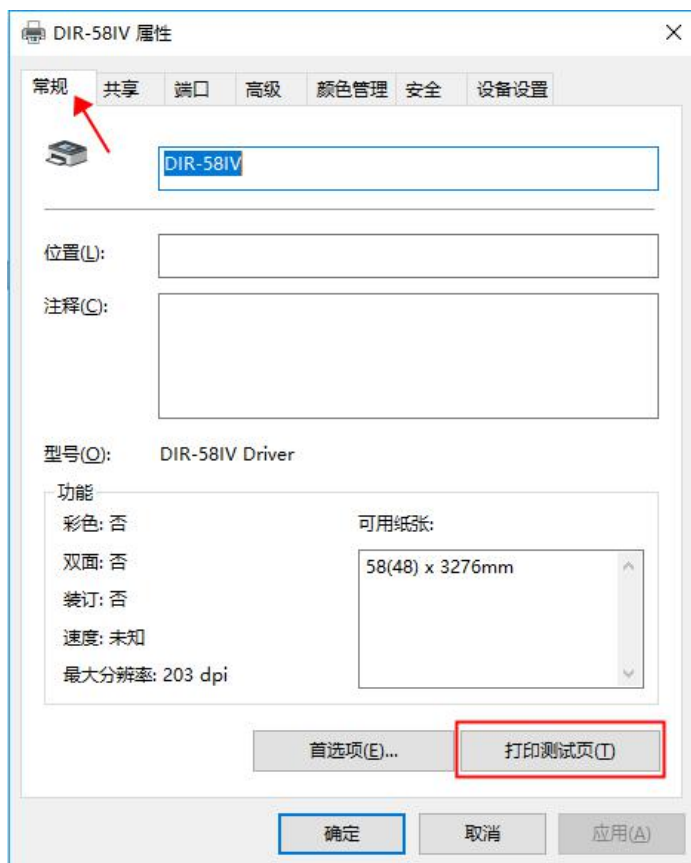 DIR-58IV 属性
常规 共享 端口 高级 颜色管理 安全 设备设置
DIR-58IV
位置(L):
注释(C):
型号(O): DIR-58IV Driver
功能
彩色: 否 可用纸张:
双面: 否 58(48) x 3276mm
装订: 否
速度: 未知
最大分辨率: 203 dpi
首选项(E)... 打印测试页(T)
确定 取消 应用(A)